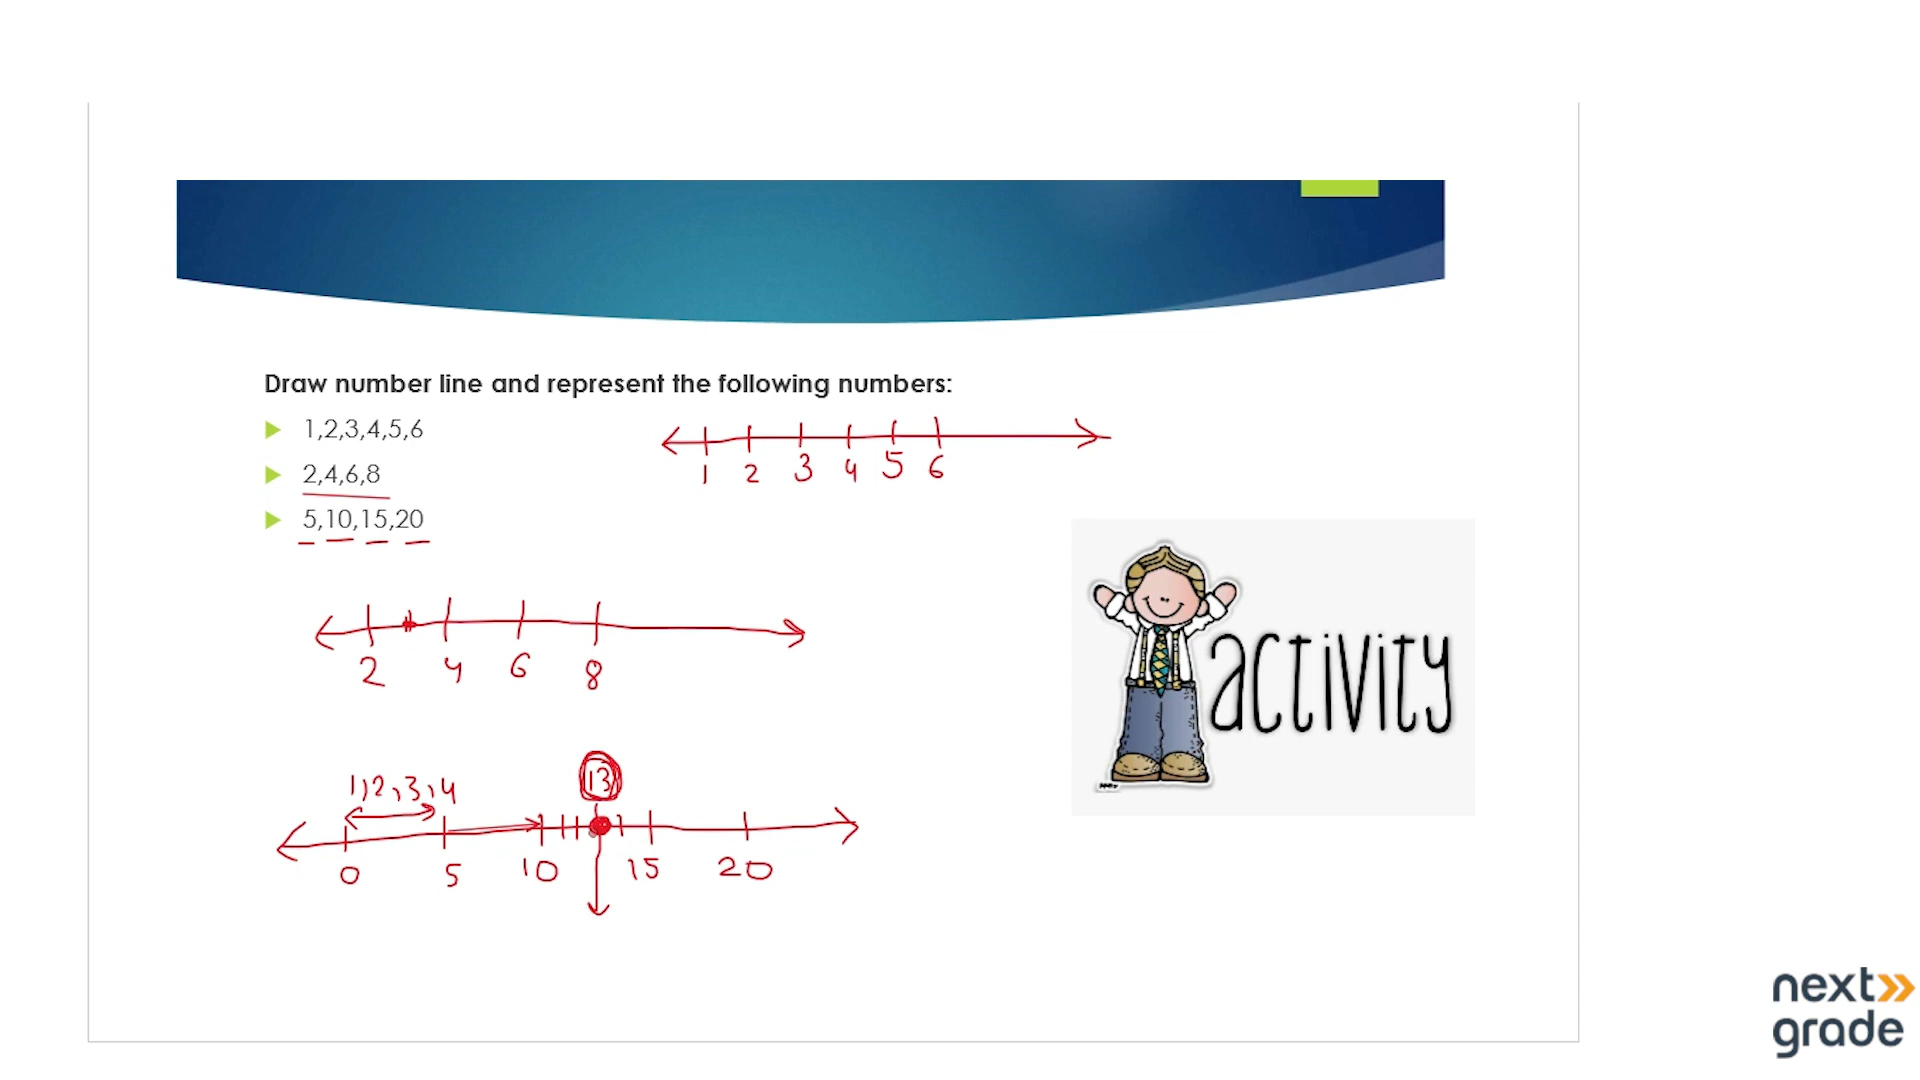 Draw number line and represent the following numbers:
1,2,3,4,5,6
1 2 3 4 5 6
2,4,6,8
5,10,15,20
2 4 6 8
activity
13
1,2,3,4
0 5 10 15 20
next
grade